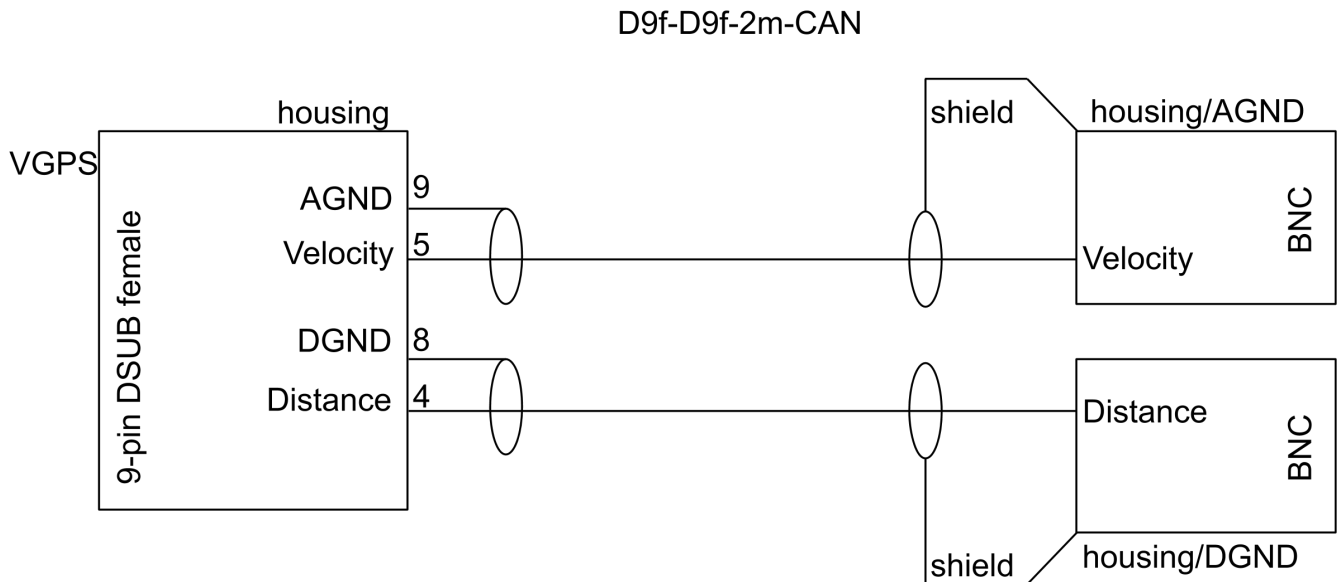 D9f-D9f-2m-CAN
housing
shield
housing/AGND
VGPS
AGND
9
Velocity
5
9-pin DSUB female
DGND
8
Distance
4
Velocity
BNC
Distance
BNC
shield
housing/DGND